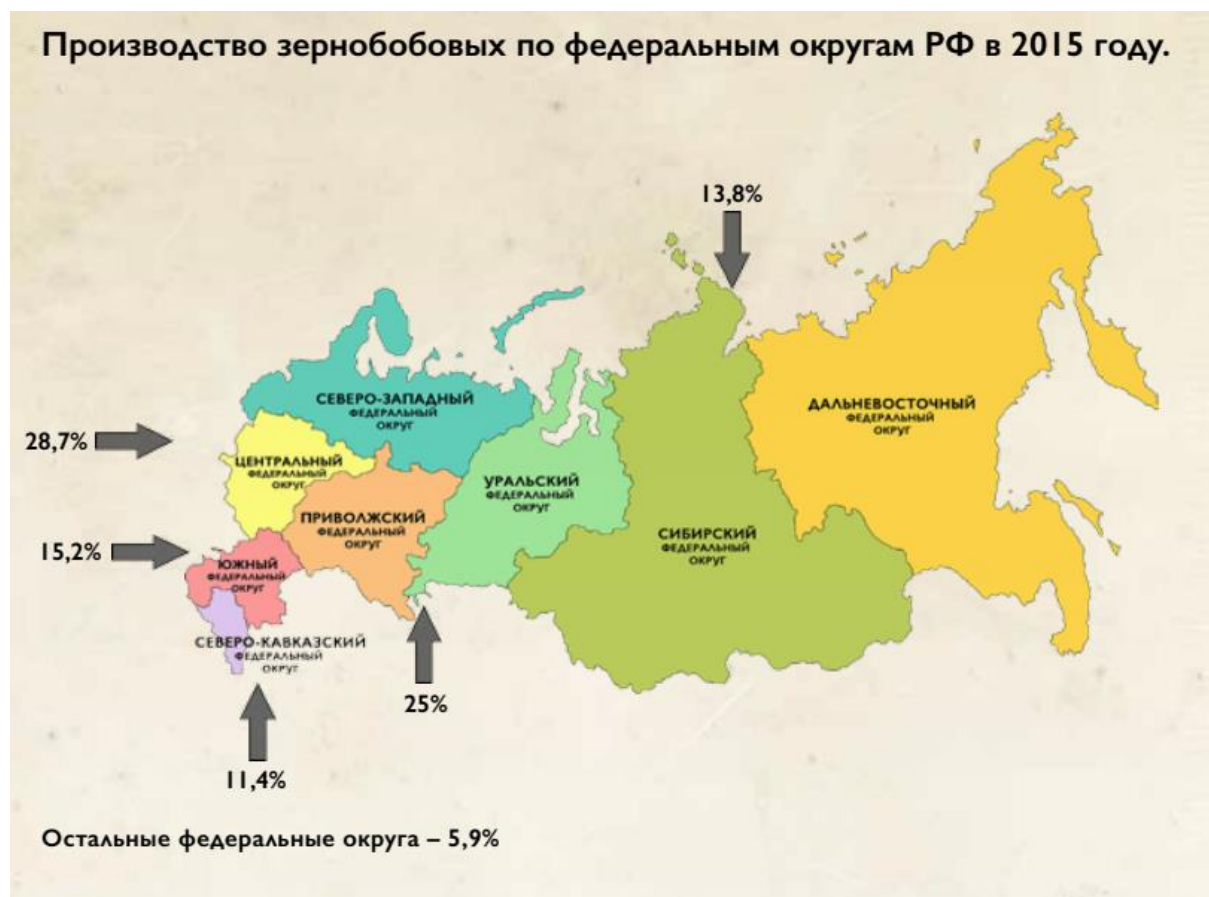 Производство зернобобовых по федеральным округам РФ в 2015 году.
13,8%
СЕВЕРО-ЗАПАДНЫЙ
ФЕДЕРАЛЬНЫЙ
ОКРУГ
ДАЛЬНЕВОСТОЧНЫЙ
ФЕДЕРАЛЬНЫЙ
ОКРУГ
28,7%
ЦЕНТРАЛЬНЫЙ
ФЕДЕРАЛЬНЫЙ
ОКРУГ
УРАЛЬСКИЙ
ФЕДЕРАЛЬНЫЙ
ОКРУГ
ПРИВОЛЖСКИЙ
ФЕДЕРАЛЬНЫЙ
ОКРУГ
СИБИРСКИЙ
ФЕДЕРАЛЬНЫЙ
ОКРУГ
15,2%
ЮЖНЫЙ
ФЕДЕРАЛЬНЫЙ
ОКРУГ
СЕВЕРО-КАВКАЗСКИЙ
ФЕДЕРАЛЬНЫЙ
ОКРУГ
25%
11,4%
Остальные федеральные округа – 5,9%